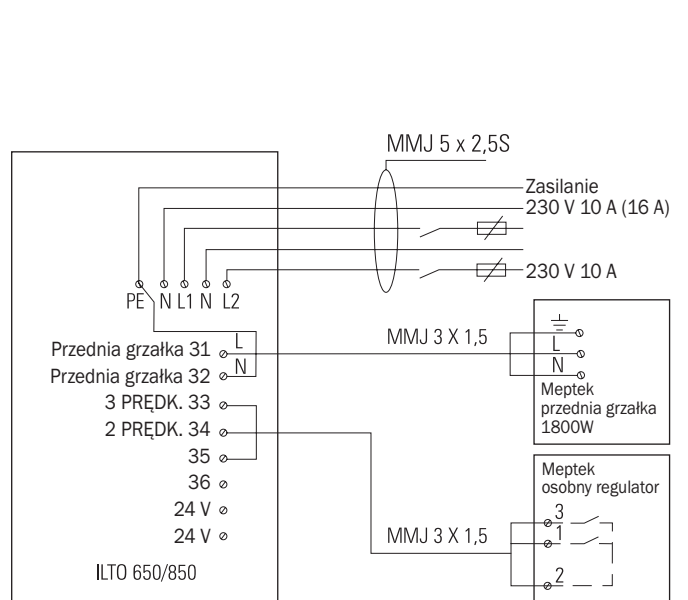 MMJ 5 x 2,5S
Zasilanie
230 V 10 A (16 A)
230 V 10 A
PE N L1 N L2
Przednia grzałka 31
L
Przednia grzałka 32
N
3 PRĘDK. 33
2 PRĘDK. 34
35
36
24 V
24 V
ILTO 650/850
MMJ 3 X 1,5
L
N
Meptek
przednia grzałka
1800W
Meptek
osobny regulator
MMJ 3 X 1,5
3
1
2